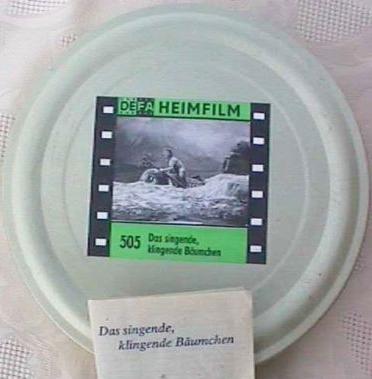 DEFA HEIMFILM
505 Das singende,
klingende Bäumchen
Das singende,
klingende Bäumchen